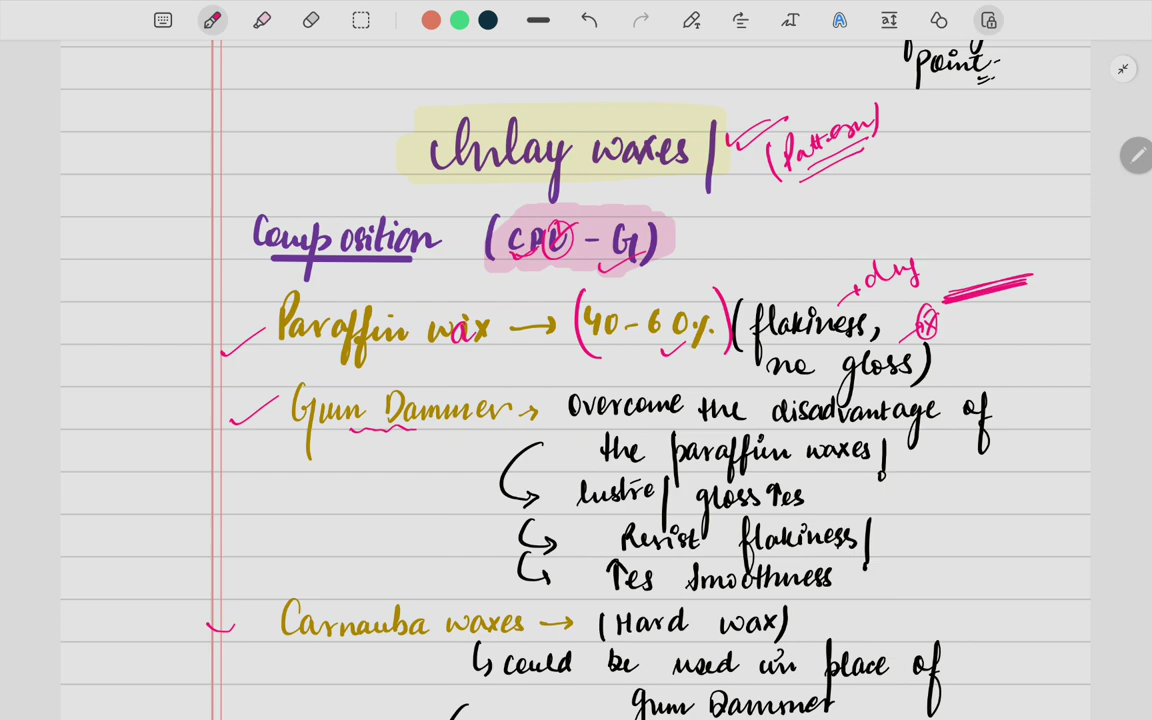 point.
Inlay waxes | (Pattern)
Composition (CPC² - G)
dry
Paraffin wax → (40-60%) (flakiness,
no gloss)
Gum Dammer → overcome the disadvantage of
the paraffin waxes!
lustre/gloss ↑es
Resist flakiness/
↑es smoothness
Carnauba waxes → (Hard wax)
↳ could be used in place of
Gum Dammer